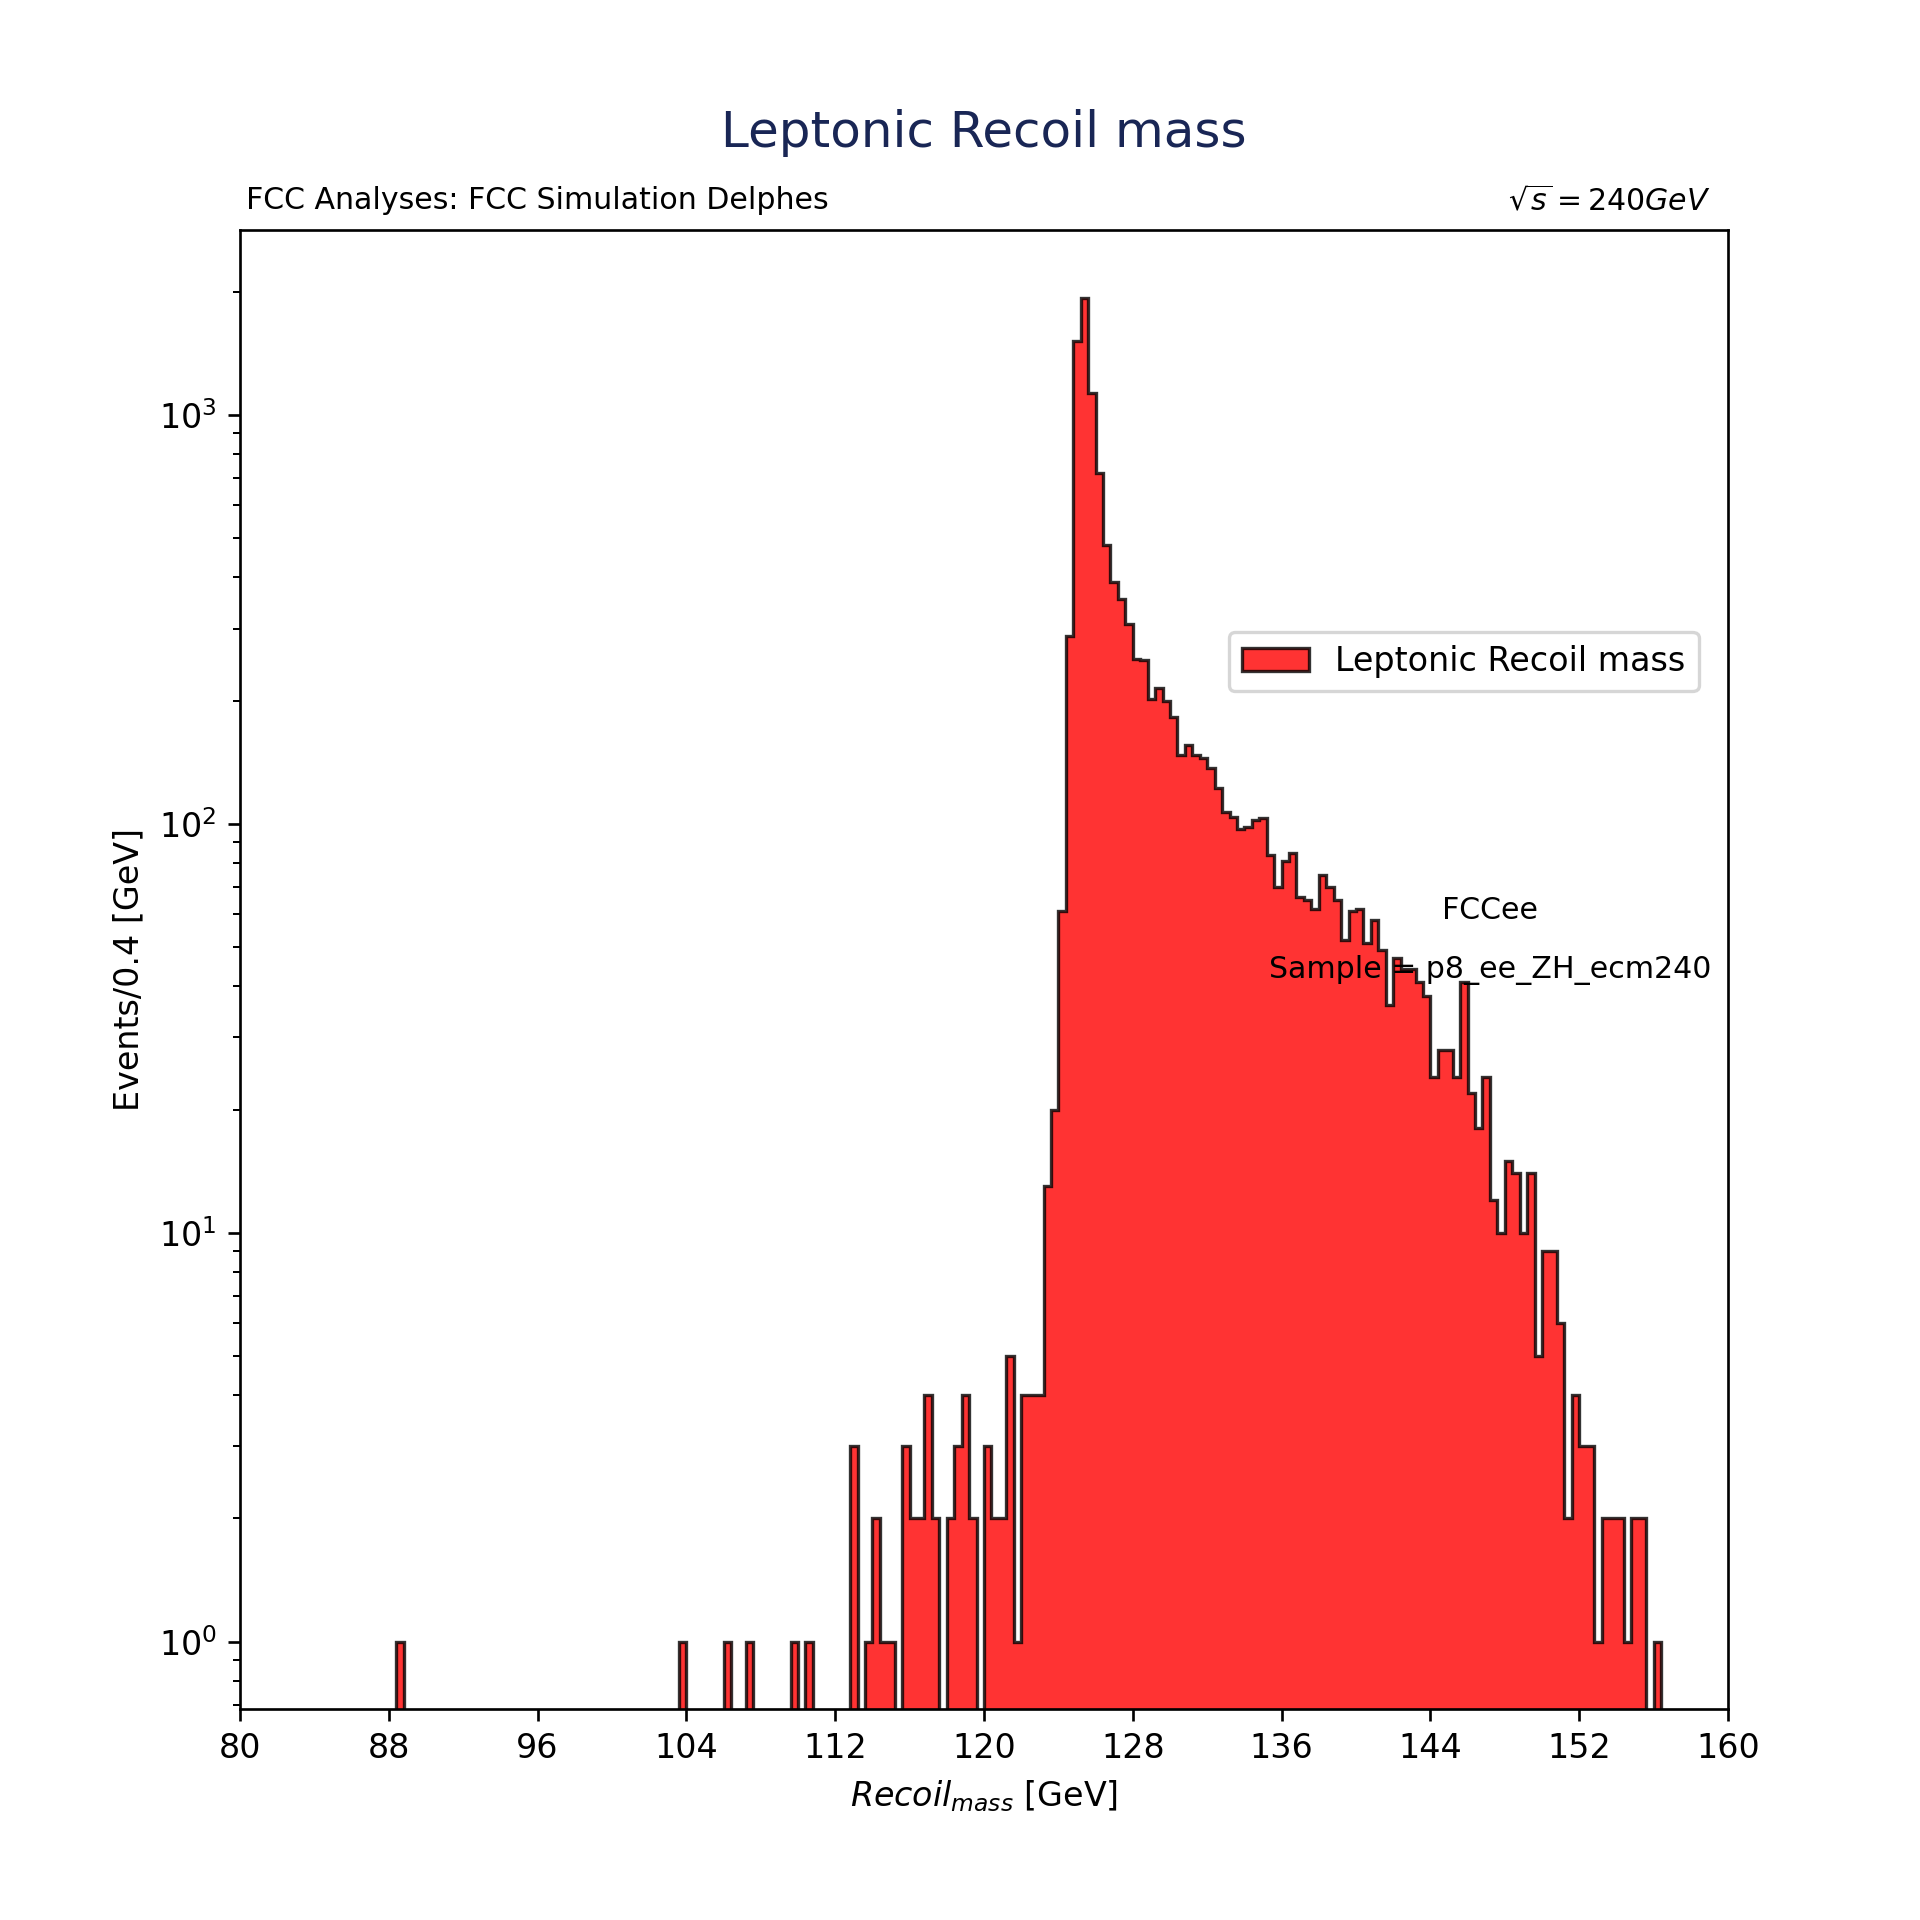 Leptonic Recoil mass
FCC Analyses: FCC Simulation Delphes
√s = 240GeV
Events/0.4 [GeV]
10³
10²
10¹
10⁰
Leptonic Recoil mass
FCCee
Sample = p8_ee_ZH_ecm240
80 88 96 104 112 120 128 136 144 152 160
Recoil_mass [GeV]